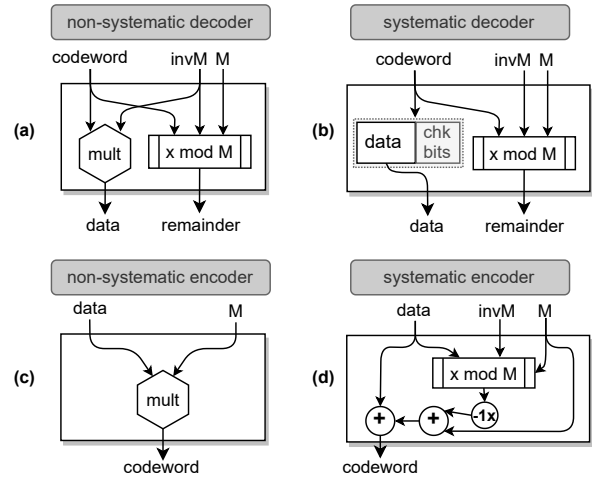 non-systematic decoder
systematic decoder
codeword invM M
codeword invM M
(a)
mult
x mod M
data remainder
(b)
data
chk
bits
x mod M
data remainder
non-systematic encoder
systematic encoder
data M
data invM M
(c)
mult
codeword
(d)
x mod M
+
+
-1x
codeword